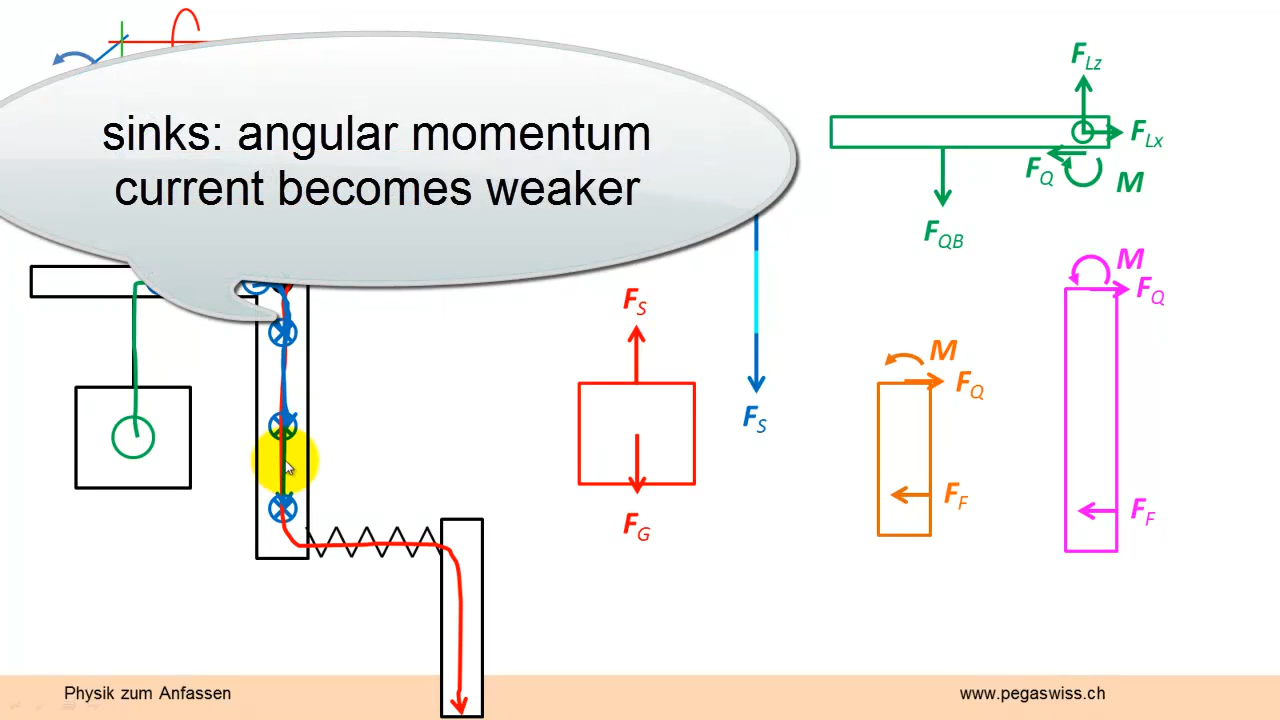 sinks: angular momentum
current becomes weaker
F_Lz
F_Lx
F_Q
M
F_QB
M
F_Q
F_S
M
F_Q
F_S
F_F
F_F
F_G
Physik zum Anfassen
www.pegaswiss.ch